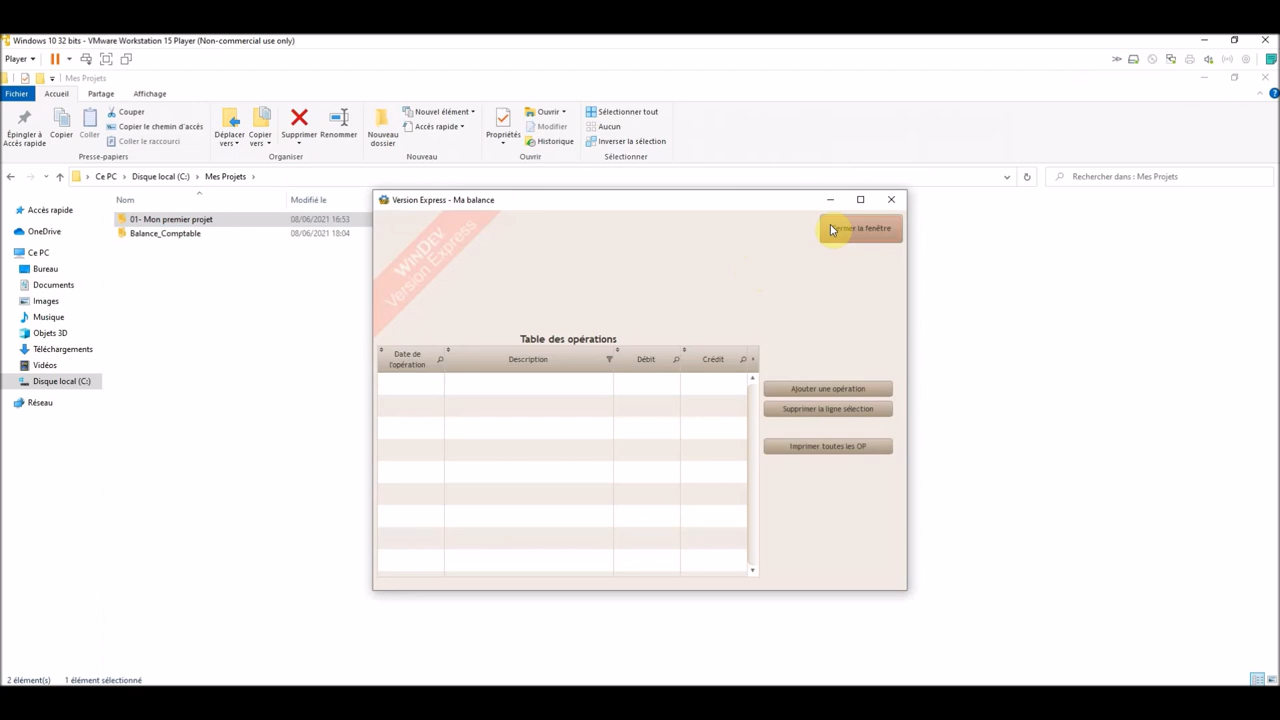 Windows 10 32 bits - VMware Workstation 15 Player (Non-commercial use only)
Player
Mes Projets
Fichier Accueil Partage Affichage
Épingler à Accès rapide
Copier
Coller
Couper
Copier le chemin d'accès
Coller le raccourci
Déplacer vers
Copier vers
Supprimer
Renommer
Nouveau dossier
Nouvel élément
Accès rapide
Propriétés
Ouvrir
Modifier
Historique
Sélectionner tout
Aucun
Inverser la sélection
Presse-papiers Organiser Nouveau Ouvrir Sélectionner
Ce PC > Disque local (C:) > Mes Projets >
Rechercher dans : Mes Projets
Nom Modifié le
01- Mon premier projet 08/06/2021 16:53
Balance_Comptable 08/06/2021 18:04
Accès rapide
OneDrive
Ce PC
Bureau
Documents
Images
Musique
Objets 3D
Téléchargements
Vidéos
Disque local (C:)
Réseau
Version Express - Ma balance
WINDEV
Version Express
la fenêtre
Table des opérations
Date de l'opération Description Débit Crédit
Ajouter une opération
Supprimer la ligne sélection
Imprimer toutes les OP
2 élément(s) 1 élément sélectionné